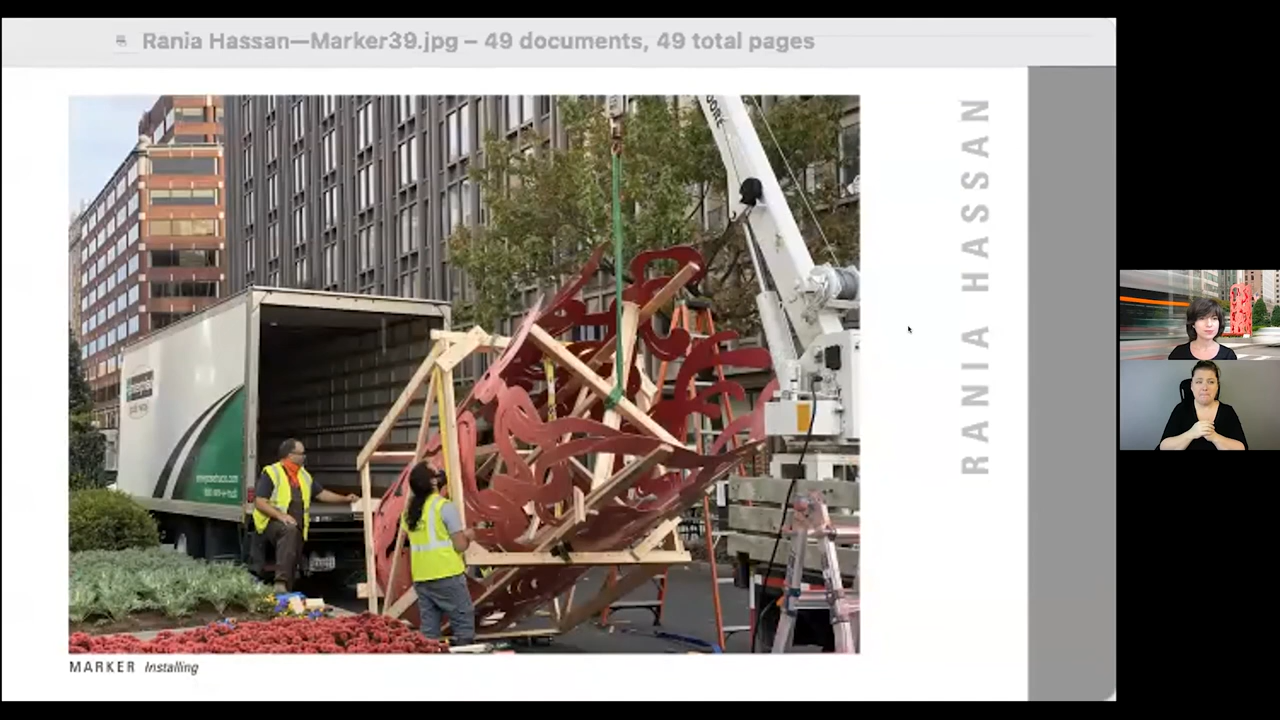 Rania Hassan—Marker39.jpg – 49 documents, 49 total pages
RANIA HASSAN
MARKER Installing